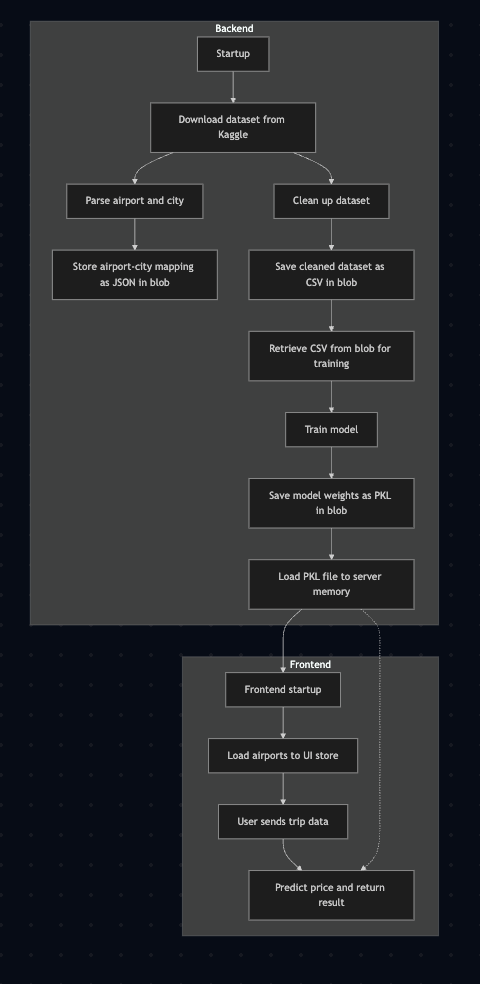 Backend
Startup
Download dataset from
Kaggle
Parse airport and city
Clean up dataset
Store airport-city mapping
as JSON in blob
Save cleaned dataset as
CSV in blob
Retrieve CSV from blob for
training
Train model
Save model weights as PKL
in blob
Load PKL file to server
memory
Frontend
Frontend startup
Load airports to UI store
User sends trip data
Predict price and return
result